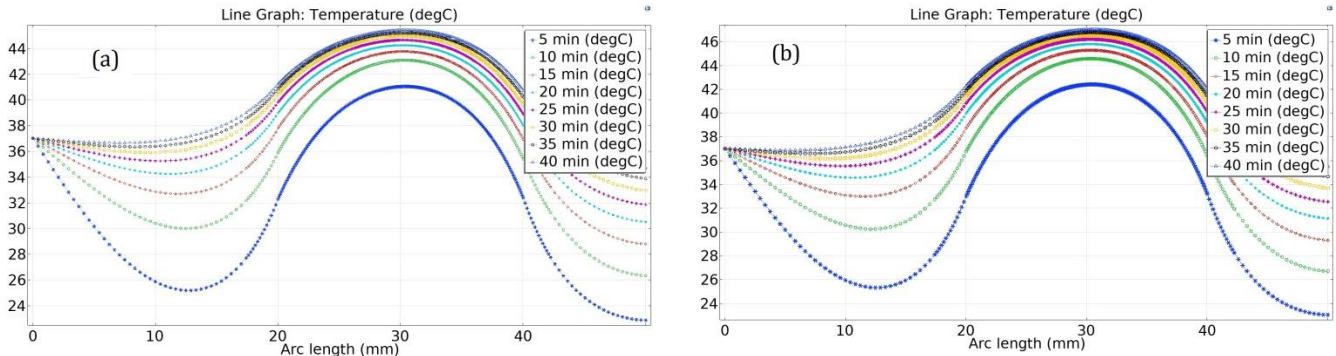 Line Graph: Temperature (degC)
(a)
44
42
40
38
36
34
32
30
28
26
24
0
10
20
30
40
Arc length (mm)
5 min (degC)
10 min (degC)
15 min (degC)
20 min (degC)
25 min (degC)
30 min (degC)
35 min (degC)
40 min (degC)
Line Graph: Temperature (degC)
(b)
46
44
42
40
38
36
34
32
30
28
26
24
0
10
20
30
40
Arc length (mm)
5 min (degC)
10 min (degC)
15 min (degC)
20 min (degC)
25 min (degC)
30 min (degC)
35 min (degC)
40 min (degC)